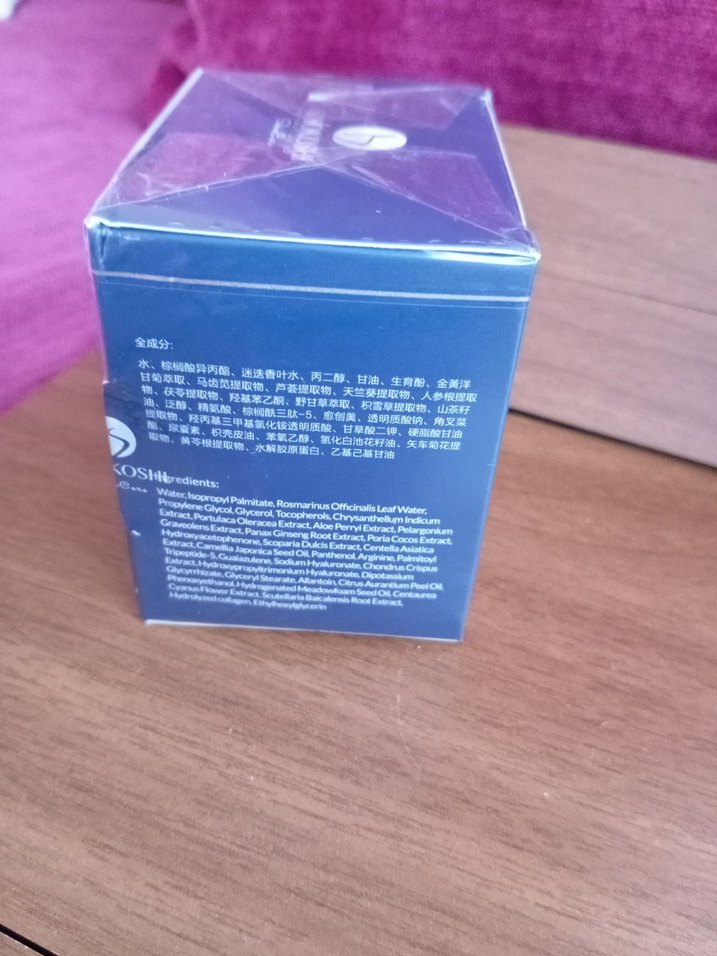 全成分:
水、棕榈酸异丙酯、迷迭香叶水、丙二醇、甘油、生育酚、金黄洋
甘菊萃取、马齿苋提取物、芦荟提取物、天竺葵提取物、人参根提取
物、茯苓提取物、羟基苯乙酮、野甘草萃取、积雪草提取物、山茶籽
油、泛醇、精氨酸、棕榈酰三肽-5、愈创薁、透明质酸钠、角叉菜
提取物、羟丙基三甲基氯化铵透明质酸、甘草酸二钾、硬脂酸甘油
酯、尿囊素、枳壳皮油、苯氧乙醇、氢化白池花籽油、矢车菊花提
取物、黄芩根提取物、水解胶原蛋白、乙基己基甘油
KOSHI
Ingredients:
Water, Isopropyl Palmitate, Rosmarinus Officinalis Leaf Water,
Propylene Glycol, Glycerol, Tocopherols, Chrysanthellum Indicum
Extract, Portulaca Oleracea Extract, Aloe Perryi Extract, Pelargonium
Graveolens Extract, Panax Ginseng Root Extract, Poria Cocos Extract,
Hydroxyacetophenone, Scoparia Dulcis Extract, Centella Asiatica
Extract, Camellia Japonica Seed Oil, Panthenol, Arginine, Palmitoyl
Tripeptide-5, Guaiazulene, Sodium Hyaluronate, Chondrus Crispus
Extract, Hydroxypropyltrimonium Hyaluronate, Dipotassium
Glycyrrhizate, Glyceryl Stearate, Allantoin, Citrus Aurantium Peel Oil,
Phenoxyethanol, Hydrogenated Meadowfoam Seed Oil, Centaurea
Cyanus Flower Extract, Scutellaria Baicalensis Root Extract,
Hydrolyzed collagen, Ethylhexylglycerin